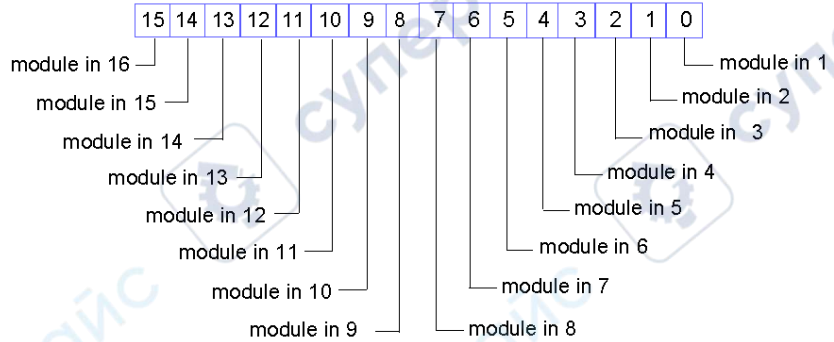 15 14 13 12 11 10 9 8 7 6 5 4 3 2 1 0
module in 16
module in 1
module in 15
module in 2
module in 14
module in 3
module in 13
module in 4
module in 12
module in 5
module in 11
module in 6
module in 10
module in 7
module in 9
module in 8
супер